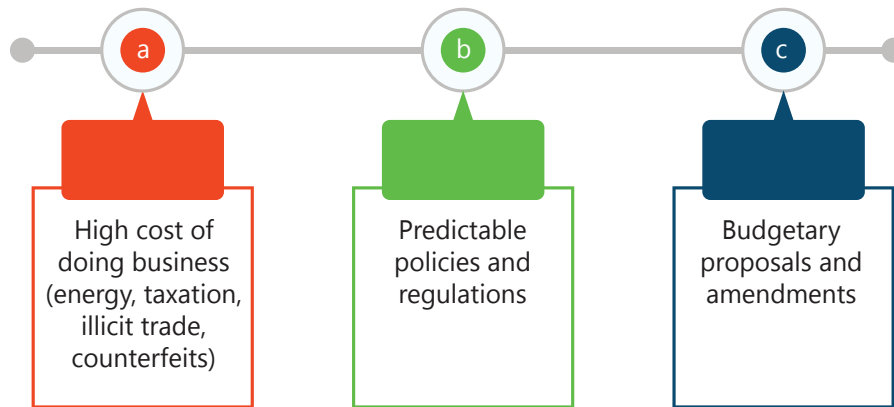 a
b
c
High cost of
doing business
(energy, taxation,
illicit trade,
counterfeits)
Predictable
policies and
regulations
Budgetary
proposals and
amendments